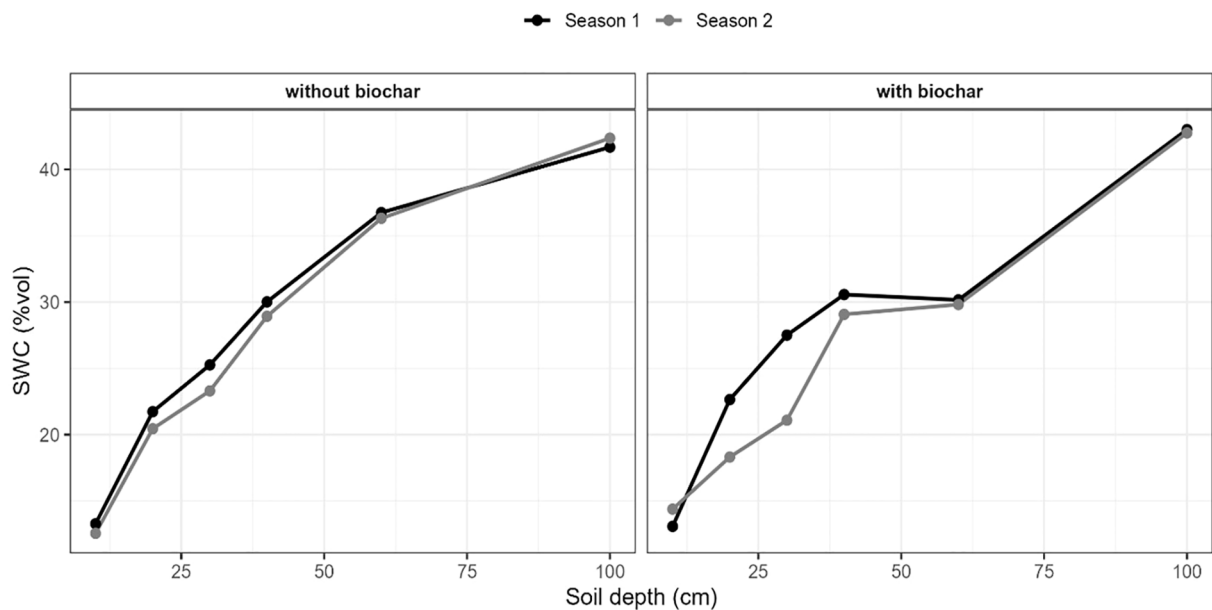 Season 1 Season 2
without biochar
with biochar
SWC (%vol)
40
30
20
25 50 75 100
25 50 75 100
Soil depth (cm)